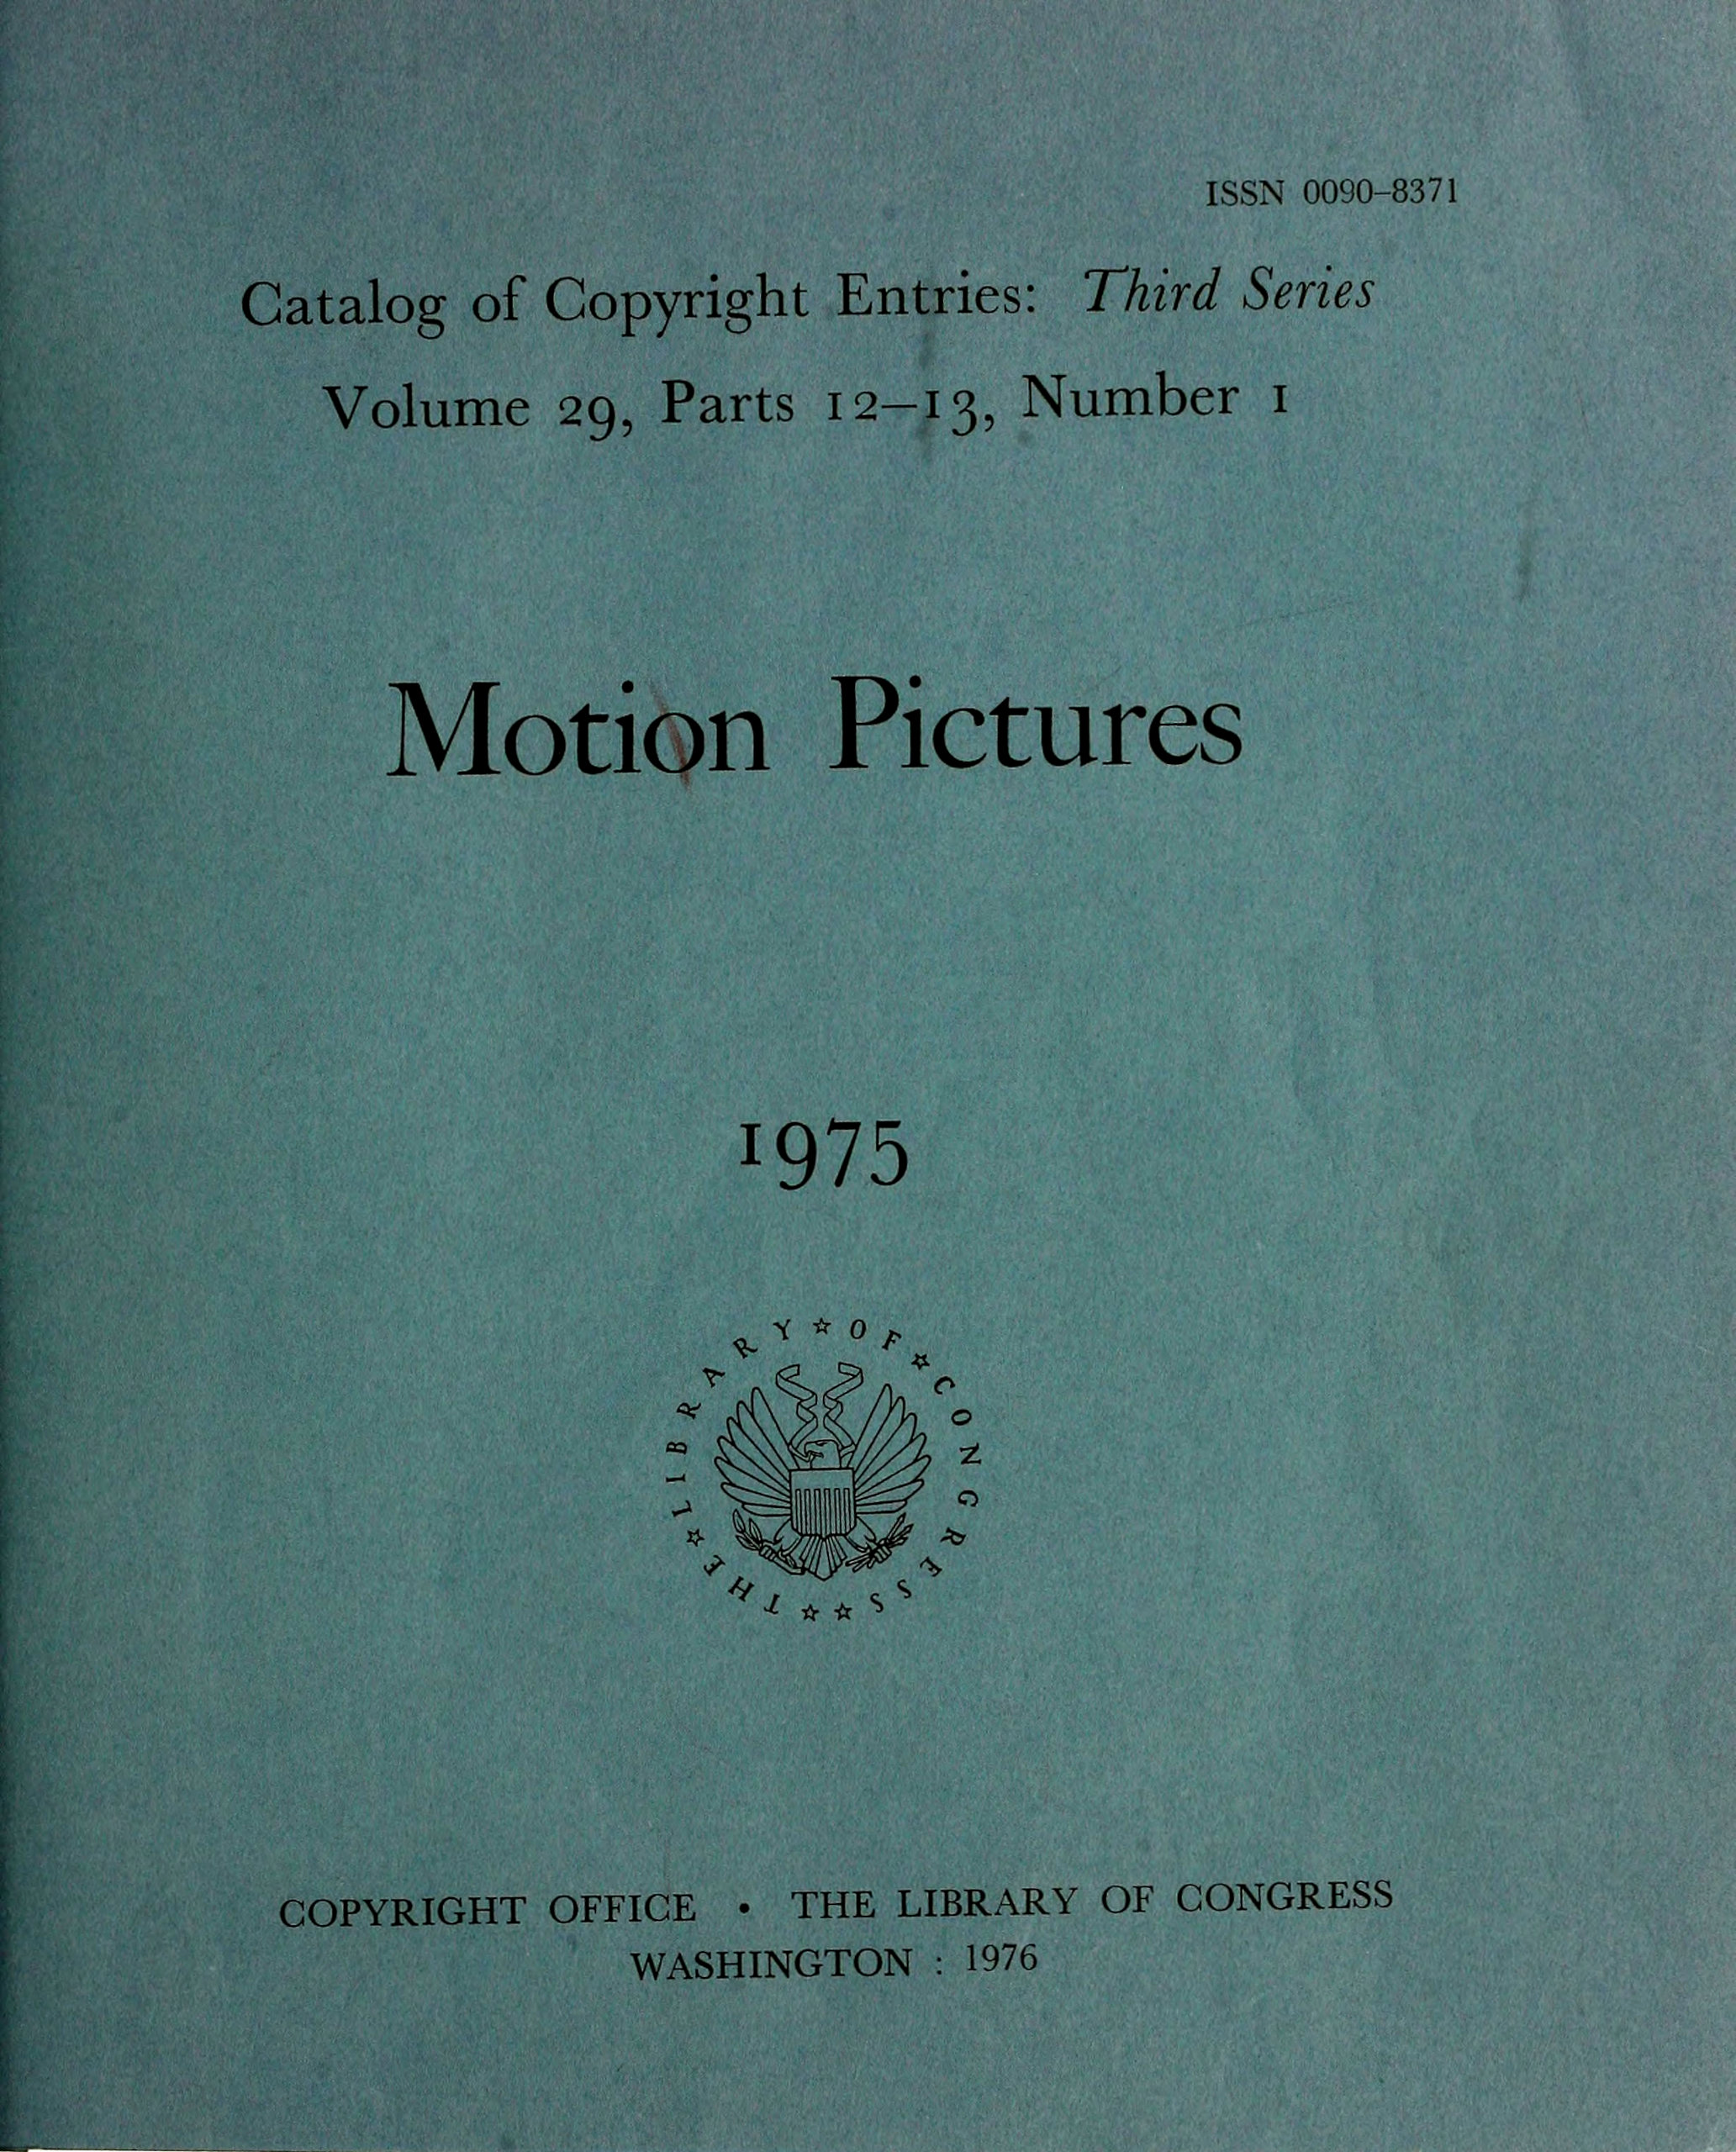 ISSN 0090–8371
Catalog of Copyright Entries: Third Series
Volume 29, Parts 12–13, Number 1
Motion Pictures
1975
THE ☆ LIBRARY ☆ OF ☆ CONGRESS ☆ ☆
COPYRIGHT OFFICE • THE LIBRARY OF CONGRESS
WASHINGTON : 1976